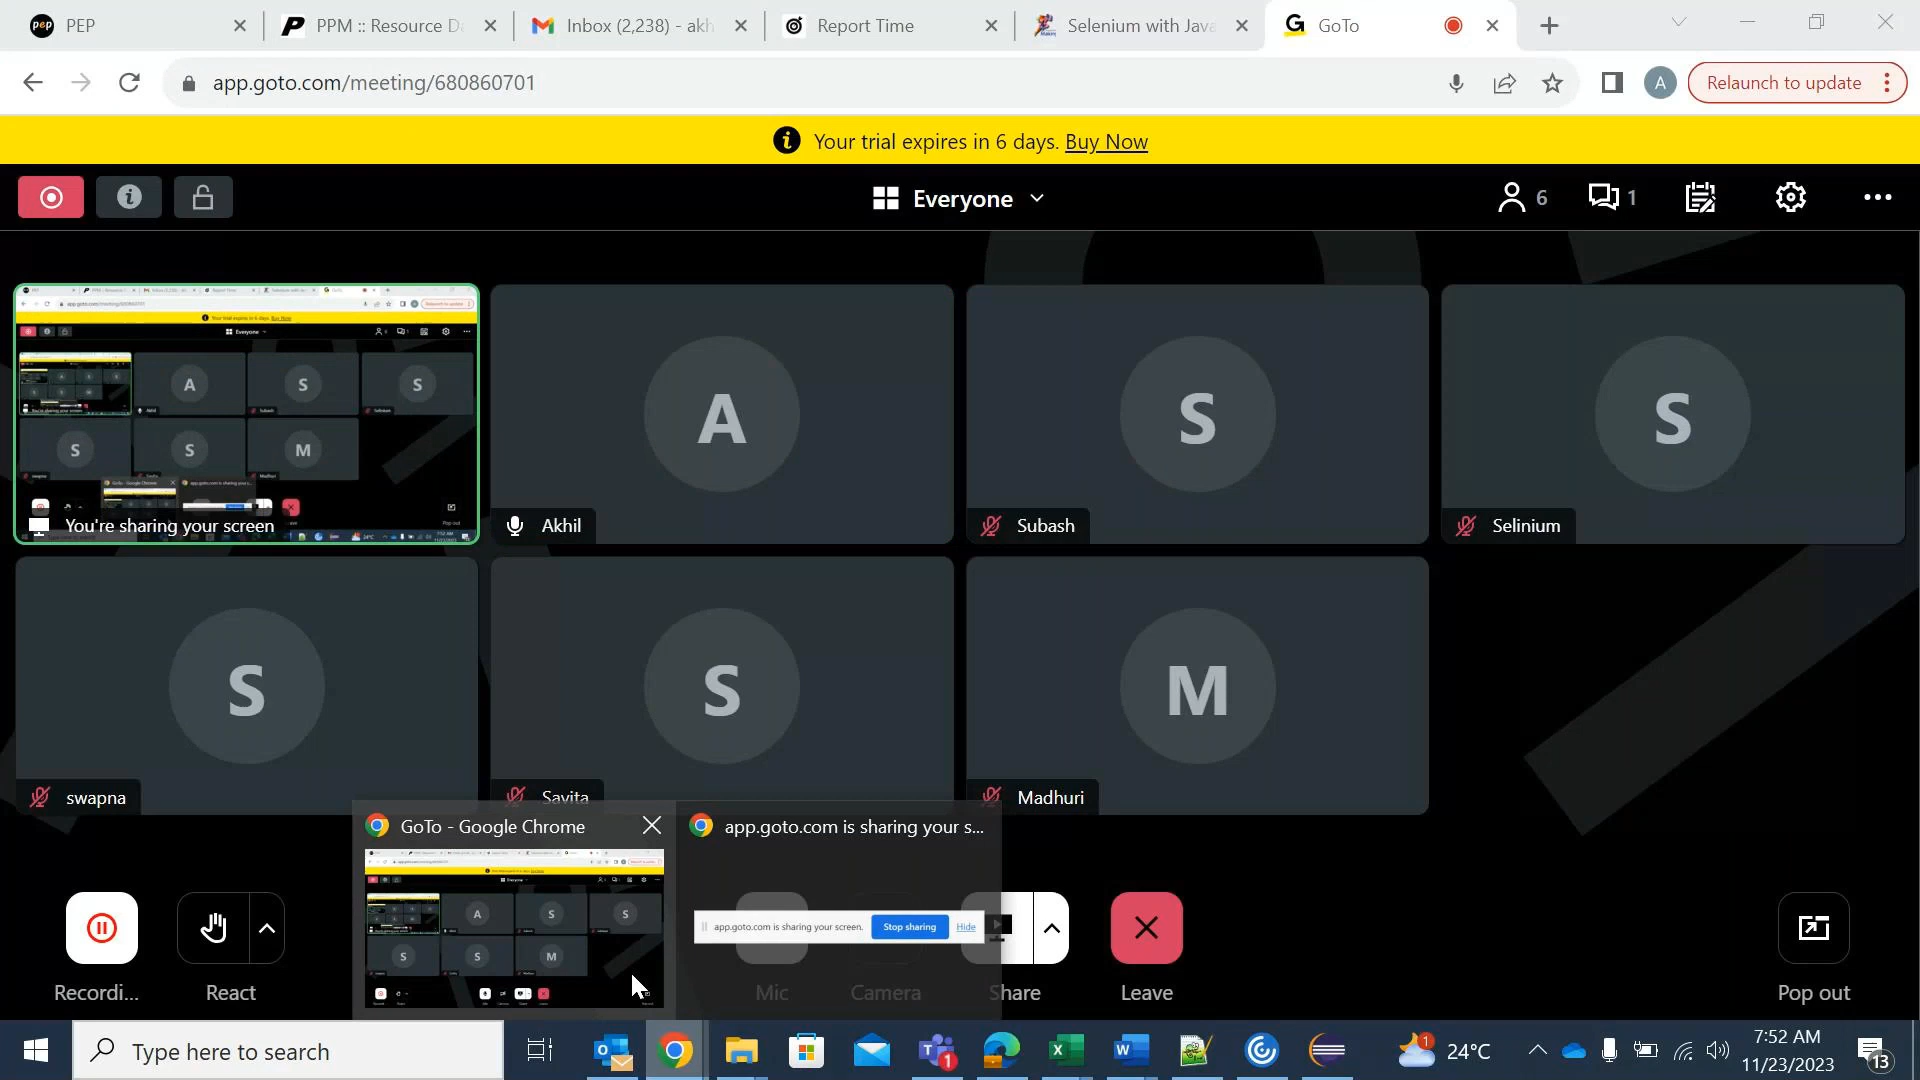 PEP
PPM :: Resource D
Inbox (2,238) - akh
Report Time
Selenium with Java
GoTo
app.goto.com/meeting/680860701
A
Relaunch to update
Your trial expires in 6 days. Buy Now
Everyone
6
1
You're sharing your screen
A
Akhil
S
Subash
S
Selinium
S
swapna
S
Savita
M
Madhuri
GoTo - Google Chrome
app.goto.com is sharing your s...
app.goto.com is sharing your screen.
Stop sharing
Hide
Recordi...
React
Mic
Camera
Share
Leave
Pop out
Type here to search
24°C
7:52 AM
11/23/2023
13